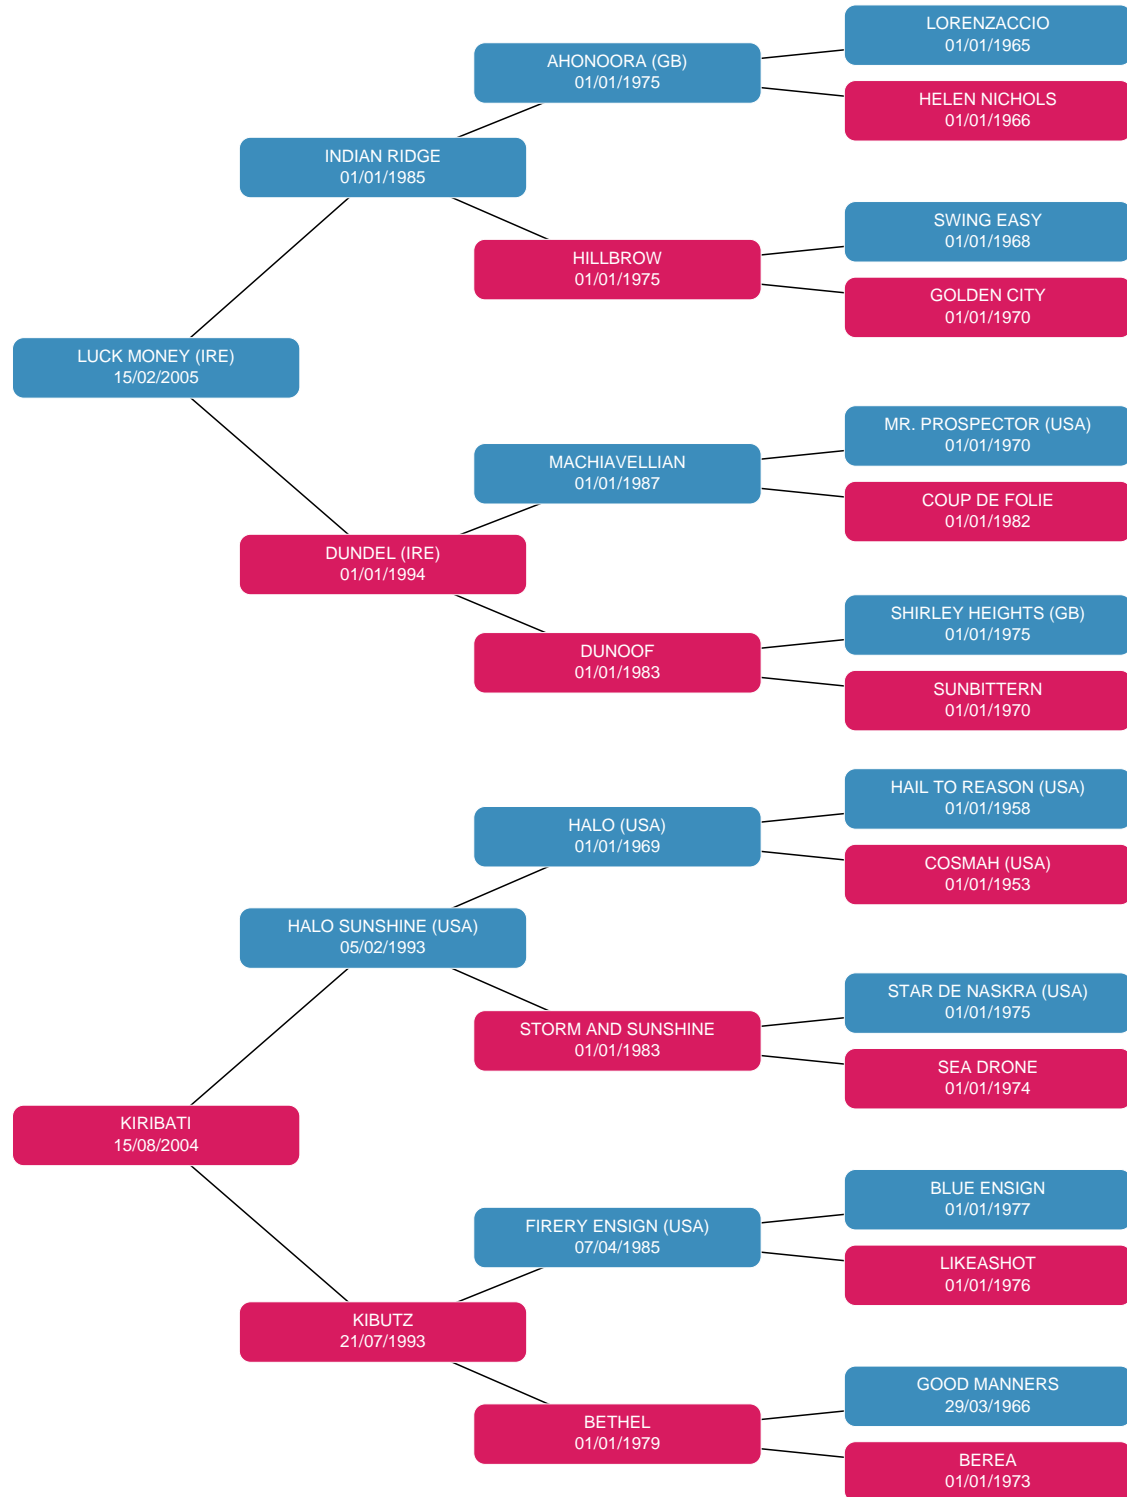 LORENZACCIO
01/01/1965
AHONOORA (GB)
01/01/1975
HELEN NICHOLS
01/01/1966
INDIAN RIDGE
01/01/1985
SWING EASY
01/01/1968
HILLBROW
01/01/1975
GOLDEN CITY
01/01/1970
LUCK MONEY (IRE)
15/02/2005
MR. PROSPECTOR (USA)
01/01/1970
MACHIAVELLIAN
01/01/1987
COUP DE FOLIE
01/01/1982
DUNDEL (IRE)
01/01/1994
SHIRLEY HEIGHTS (GB)
01/01/1975
DUNOOF
01/01/1983
SUNBITTERN
01/01/1970
HAIL TO REASON (USA)
01/01/1958
HALO (USA)
01/01/1969
COSMAH (USA)
01/01/1953
HALO SUNSHINE (USA)
05/02/1993
STAR DE NASKRA (USA)
01/01/1975
STORM AND SUNSHINE
01/01/1983
SEA DRONE
01/01/1974
KIRIBATI
15/08/2004
BLUE ENSIGN
01/01/1977
FIRERY ENSIGN (USA)
07/04/1985
LIKEASHOT
01/01/1976
KIBUTZ
21/07/1993
GOOD MANNERS
29/03/1966
BETHEL
01/01/1979
BEREA
01/01/1973